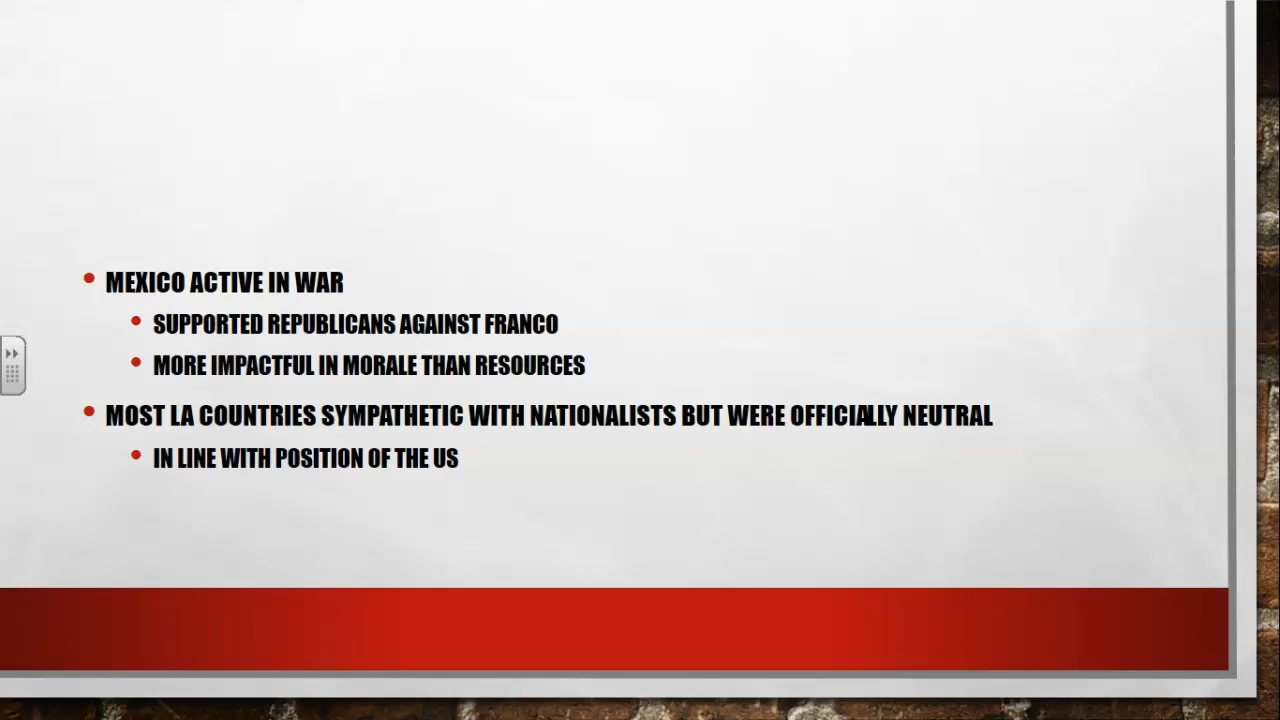 MEXICO ACTIVE IN WAR
SUPPORTED REPUBLICANS AGAINST FRANCO
MORE IMPACTFUL IN MORALE THAN RESOURCES
MOST LA COUNTRIES SYMPATHETIC WITH NATIONALISTS BUT WERE OFFICIALLY NEUTRAL
IN LINE WITH POSITION OF THE US